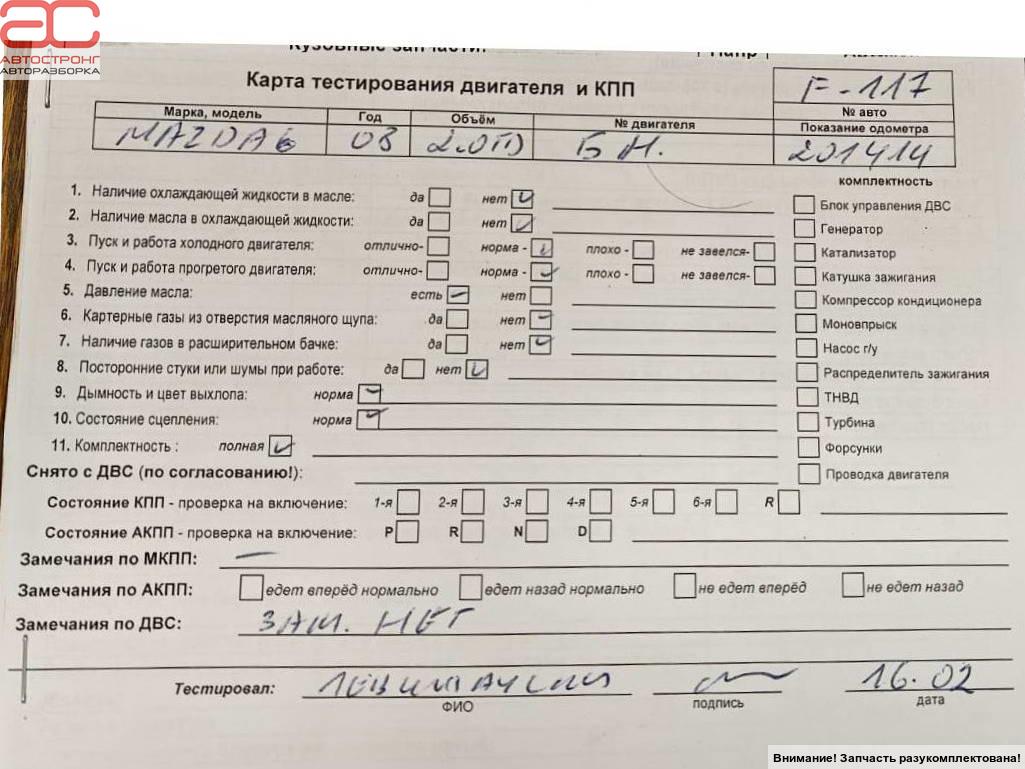 АС
АВТОСТРОНГ
АВТОРАЗБОРКА
Кузовные запчасти:
Карта тестирования двигателя и КПП
F-117
№ авто
Марка, модель Год Объём № двигателя Показание одометра
MAZDA 6 08 2.0TD Б Н. 201414
комплектность
1. Наличие охлаждающей жидкости в масле: да нет Блок управления ДВС
2. Наличие масла в охлаждающей жидкости: да нет Генератор
3. Пуск и работа холодного двигателя: отлично- норма - плохо - не завелся- Катализатор
4. Пуск и работа прогретого двигателя: отлично- норма - плохо - не завелся- Катушка зажигания
5. Давление масла: есть нет Компрессор кондиционера
6. Картерные газы из отверстия масляного щупа: да нет Моновпрыск
7. Наличие газов в расширительном бачке: да нет Насос г/у
8. Посторонние стуки или шумы при работе: да нет Распределитель зажигания
9. Дымность и цвет выхлопа: норма ТНВД
10. Состояние сцепления: норма Турбина
11. Комплектность : полная Форсунки
Снято с ДВС (по согласованию!): Проводка двигателя
Состояние КПП - проверка на включение: 1-я 2-я 3-я 4-я 5-я 6-я R
Состояние АКПП - проверка на включение: P R N D
Замечания по МКПП: —
Замечания по АКПП: едет вперёд нормально едет назад нормально не едет вперёд не едет назад
Замечания по ДВС: ЗАМ. НЕТ
Тестировал: 16.02
ФИО подпись дата
Внимание! Запчасть разукомплектована!